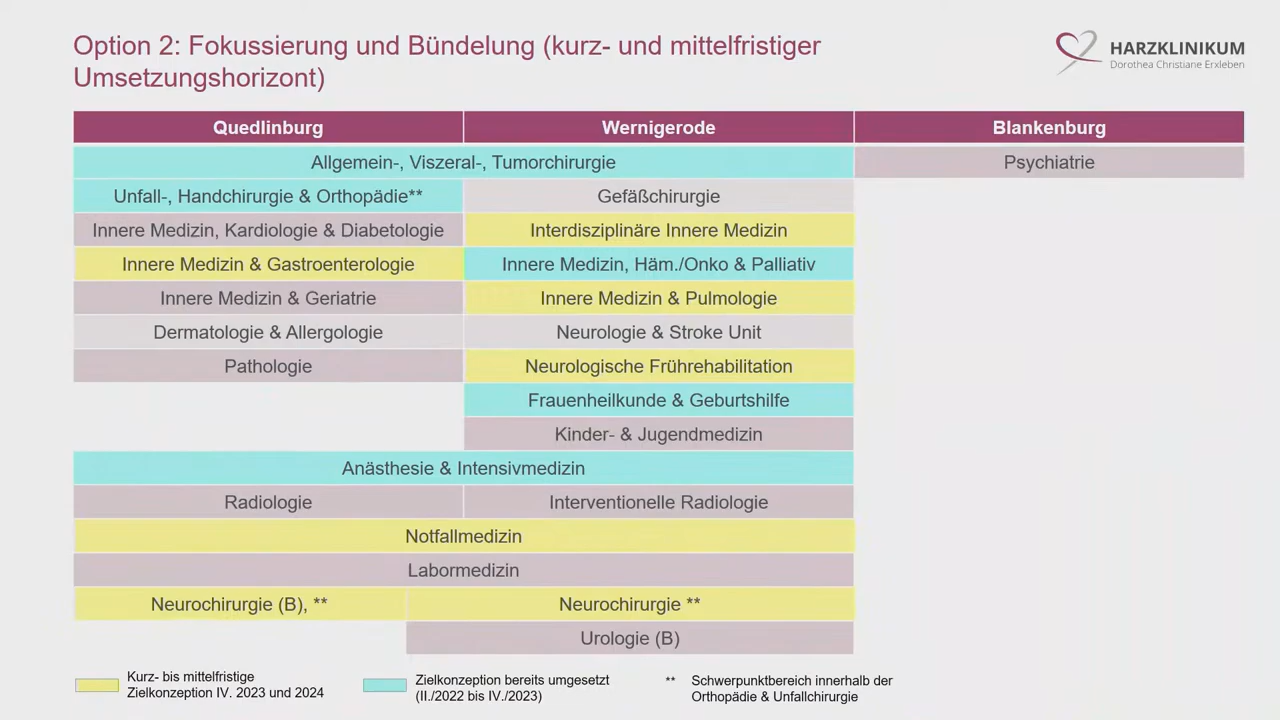 Option 2: Fokussierung und Bündelung (kurz- und mittelfristiger
Umsetzungshorizont)
HARZKLINIKUM
Dorothea Christiane Erxleben
Quedlinburg Wernigerode Blankenburg
Allgemein-, Viszeral-, Tumorchirurgie Psychiatrie
Unfall-, Handchirurgie & Orthopädie** Gefäßchirurgie
Innere Medizin, Kardiologie & Diabetologie Interdisziplinäre Innere Medizin
Innere Medizin & Gastroenterologie Innere Medizin, Häm./Onko & Palliativ
Innere Medizin & Geriatrie Innere Medizin & Pulmologie
Dermatologie & Allergologie Neurologie & Stroke Unit
Pathologie Neurologische Frührehabilitation
Frauenheilkunde & Geburtshilfe
Kinder- & Jugendmedizin
Anästhesie & Intensivmedizin
Radiologie Interventionelle Radiologie
Notfallmedizin
Labormedizin
Neurochirurgie (B), ** Neurochirurgie **
Urologie (B)
Kurz- bis mittelfristige
Zielkonzeption IV. 2023 und 2024
Zielkonzeption bereits umgesetzt
(II./2022 bis IV./2023)
** Schwerpunktbereich innerhalb der
Orthopädie & Unfallchirurgie